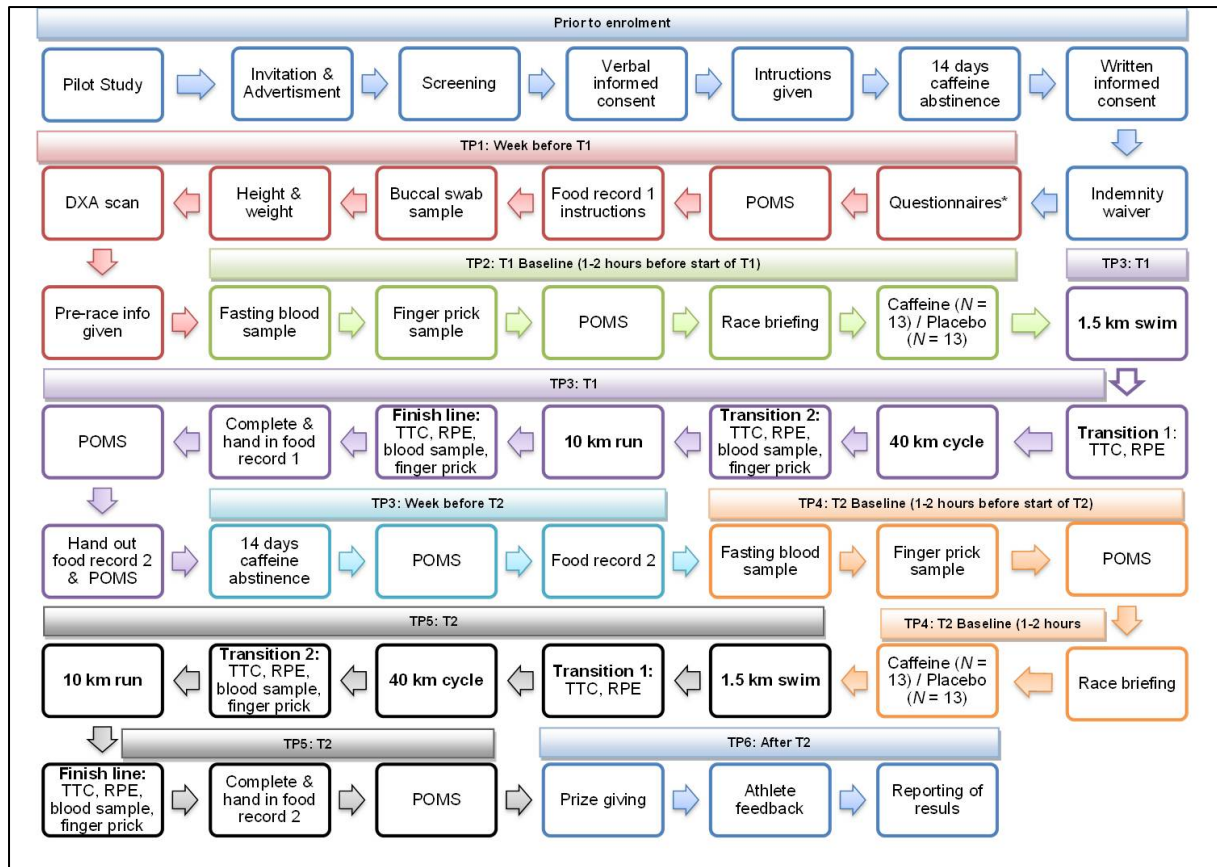 Prior to enrolment
Pilot Study
Invitation &
Advertisment
Screening
Verbal
informed
consent
Intructions
given
14 days
caffeine
abstinence
Written
informed
consent
TP1: Week before T1
DXA scan
Height &
weight
Buccal swab
sample
Food record 1
instructions
POMS
Questionnaires*
Indemnity
waiver
TP2: T1 Baseline (1-2 hours before start of T1)
TP3: T1
Pre-race info
given
Fasting blood
sample
Finger prick
sample
POMS
Race briefing
Caffeine (N =
13) / Placebo
(N = 13)
1.5 km swim
TP3: T1
POMS
Complete &
hand in food
record 1
Finish line:
TTC, RPE,
blood sample,
finger prick
10 km run
Transition 2:
TTC, RPE,
blood sample,
finger prick
40 km cycle
Transition 1:
TTC, RPE
TP3: Week before T2
TP4: T2 Baseline (1-2 hours before start of T2)
Hand out
food record 2
& POMS
14 days
caffeine
abstinence
POMS
Food record 2
Fasting blood
sample
Finger prick
sample
POMS
TP5: T2
TP4: T2 Baseline (1-2 hours
10 km run
Transition 2:
TTC, RPE,
blood sample,
finger prick
40 km cycle
Transition 1:
TTC, RPE
1.5 km swim
Caffeine (N =
13) / Placebo
(N = 13)
Race briefing
TP5: T2
TP6: After T2
Finish line:
TTC, RPE,
blood sample,
finger prick
Complete &
hand in food
record 2
POMS
Prize giving
Athlete
feedback
Reporting of
resuls